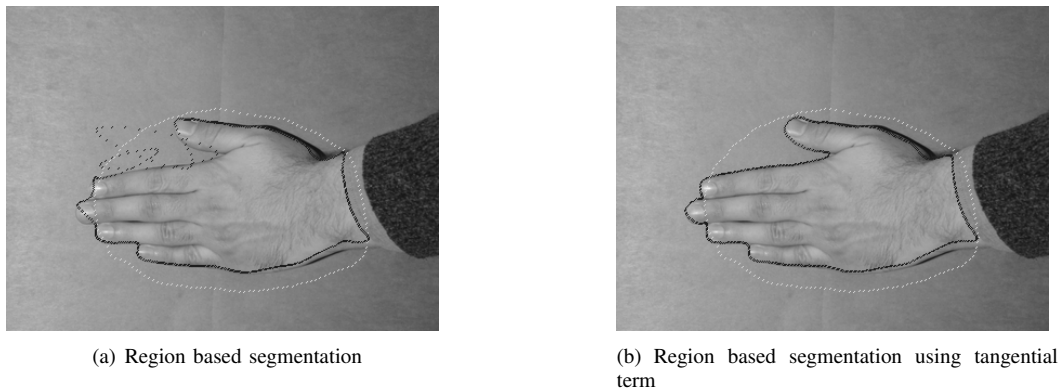 (a) Region based segmentation
(b) Region based segmentation using tangential
term